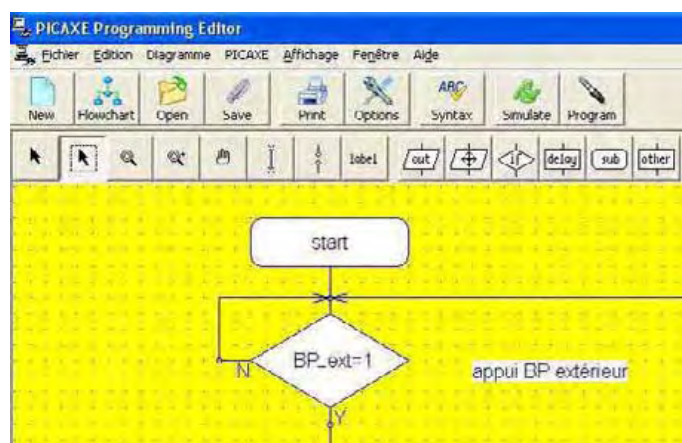 PICAXE Programming Editor
Fichier Edition Diagramme PICAXE Affichage Fenêtre Aide
New Flowchart Open Save Print Options Syntax Simulate Program
ABC
label out if delay sub other
start
BP_ext=1
N
appui BP extérieur
Y